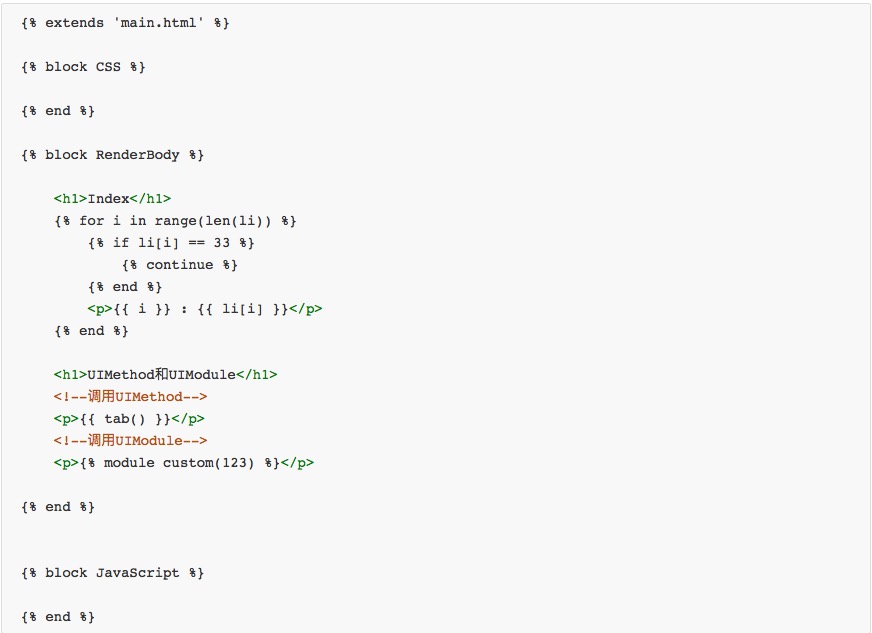 {% extends 'main.html' %}
{% block CSS %}
{% end %}
{% block RenderBody %}
<h1>Index</h1>
{% for i in range(len(li)) %}
{% if li[i] == 33 %}
{% continue %}
{% end %}
<p>{{ i }} : {{ li[i] }}</p>
{% end %}
<h1>UIMethod和UIModule</h1>
<!--调用UIMethod-->
<p>{{ tab() }}</p>
<!--调用UIModule-->
<p>{% module custom(123) %}</p>
{% end %}
{% block JavaScript %}
{% end %}